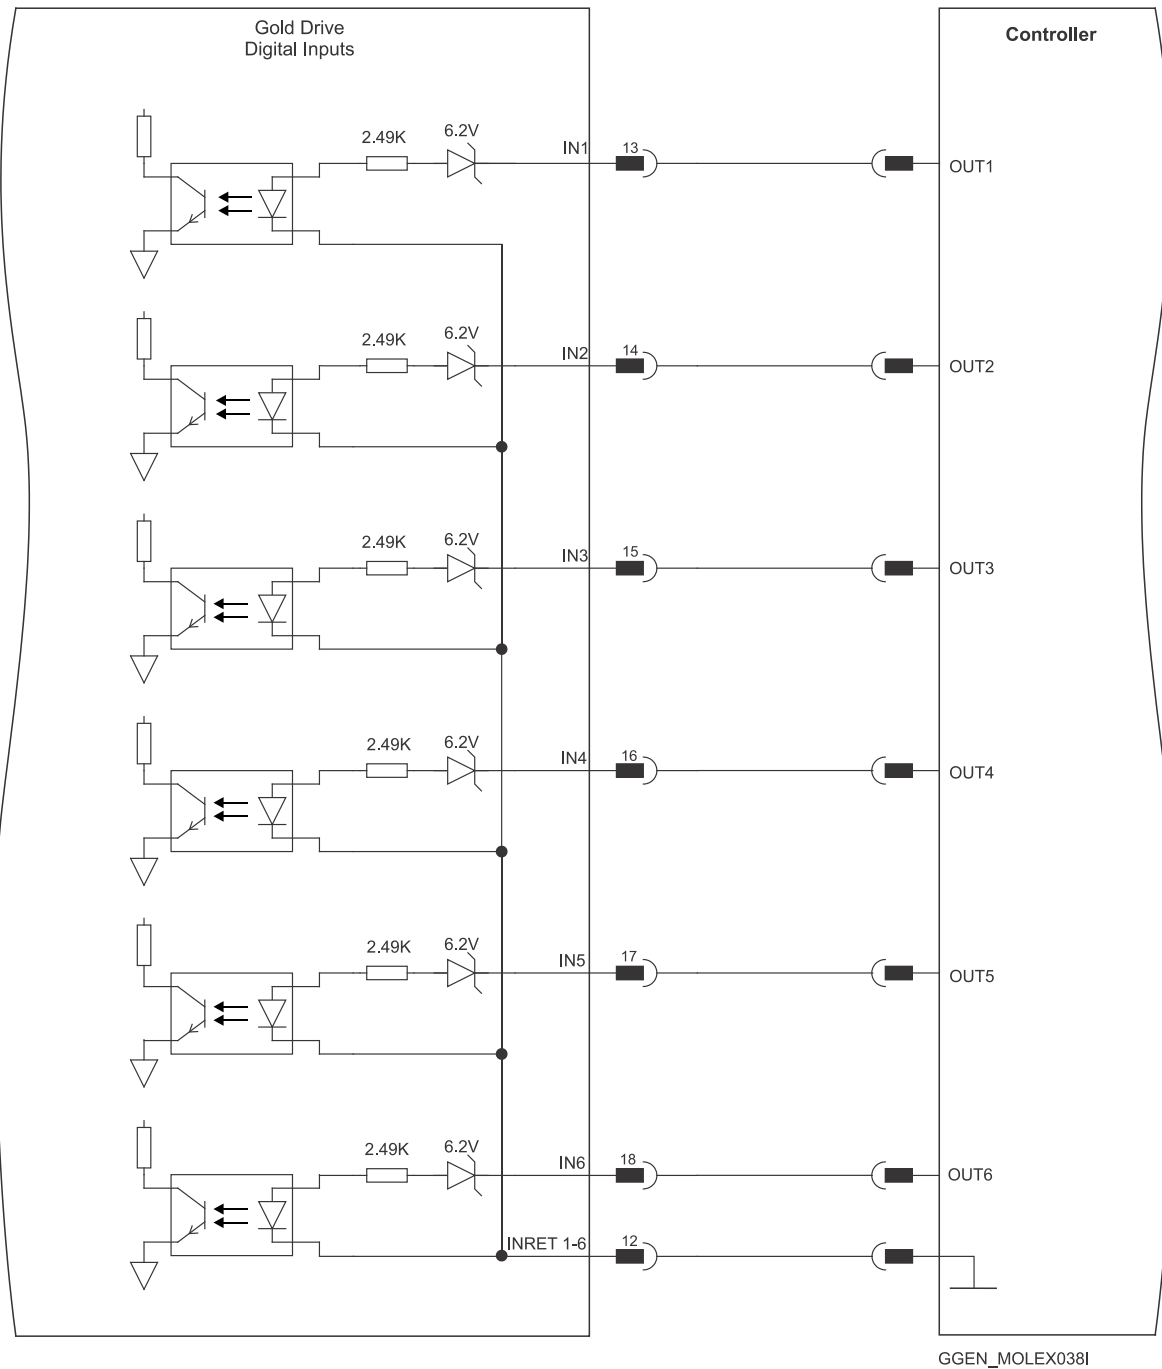 Gold Drive
Digital Inputs
Controller
2.49K
6.2V
IN1
13
OUT1
2.49K
6.2V
IN2
14
OUT2
2.49K
6.2V
IN3
15
OUT3
2.49K
6.2V
IN4
16
OUT4
2.49K
6.2V
IN5
17
OUT5
2.49K
6.2V
IN6
18
OUT6
INRET 1-6
12
GGEN_MOLEX038I